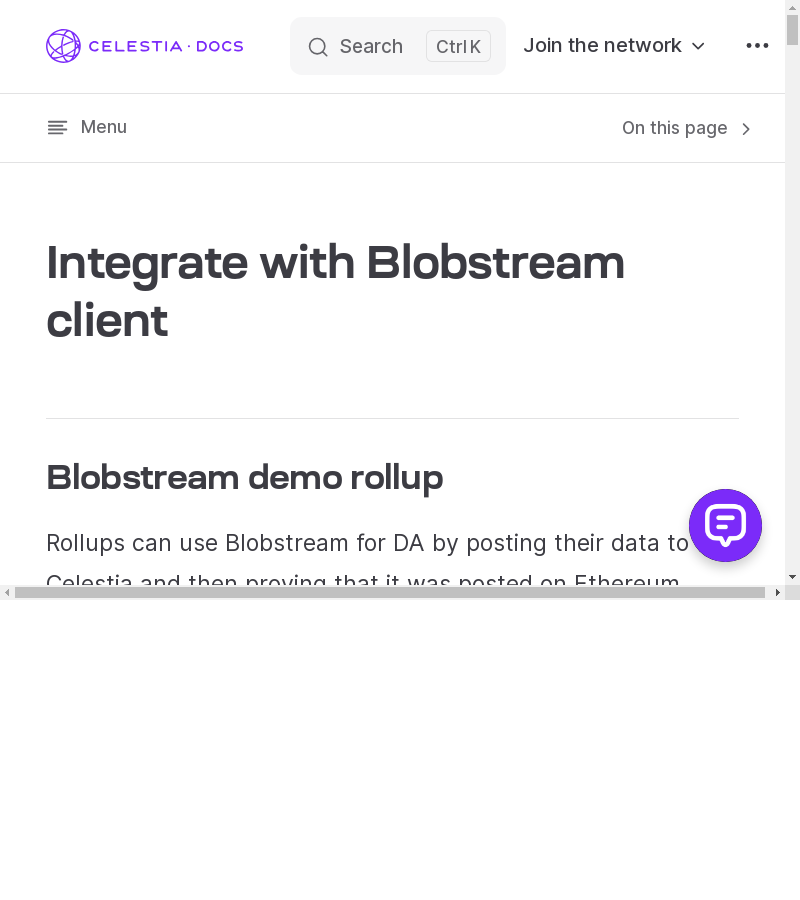 CELESTIA · DOCS
Search
Ctrl K
Join the network
Menu
On this page
Integrate with Blobstream
client
Blobstream demo rollup
Rollups can use Blobstream for DA by posting their data to
Celestia and then proving that it was posted on Ethereum.